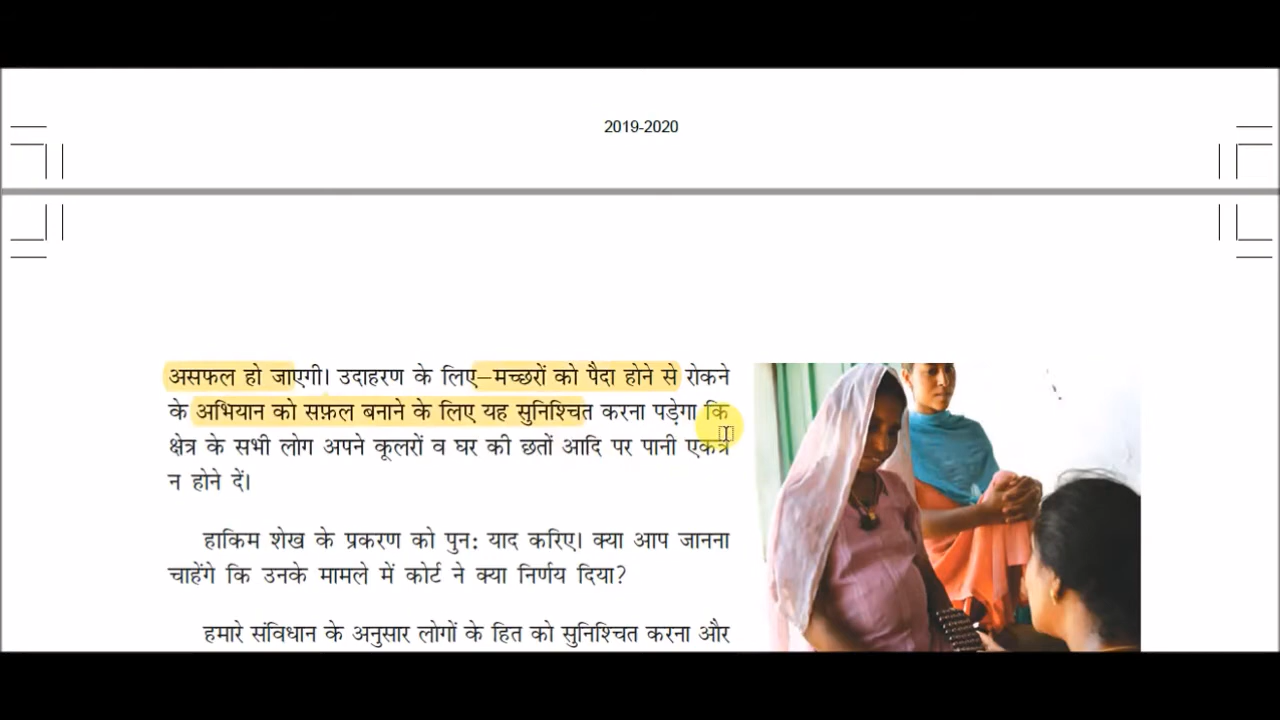 2019-2020
असफल हो जाएगी। उदाहरण के लिए–मच्छरों को पैदा होने से रोकने
के अभियान को सफ़ल बनाने के लिए यह सुनिश्चित करना पड़ेगा कि
क्षेत्र के सभी लोग अपने कूलरों व घर की छतों आदि पर पानी एकत्र
न होने दें।
हाकिम शेख के प्रकरण को पुन: याद करिए। क्या आप जानना
चाहेंगे कि उनके मामले में कोर्ट ने क्या निर्णय दिया?
हमारे संविधान के अनुसार लोगों के हित को सुनिश्चित करना और